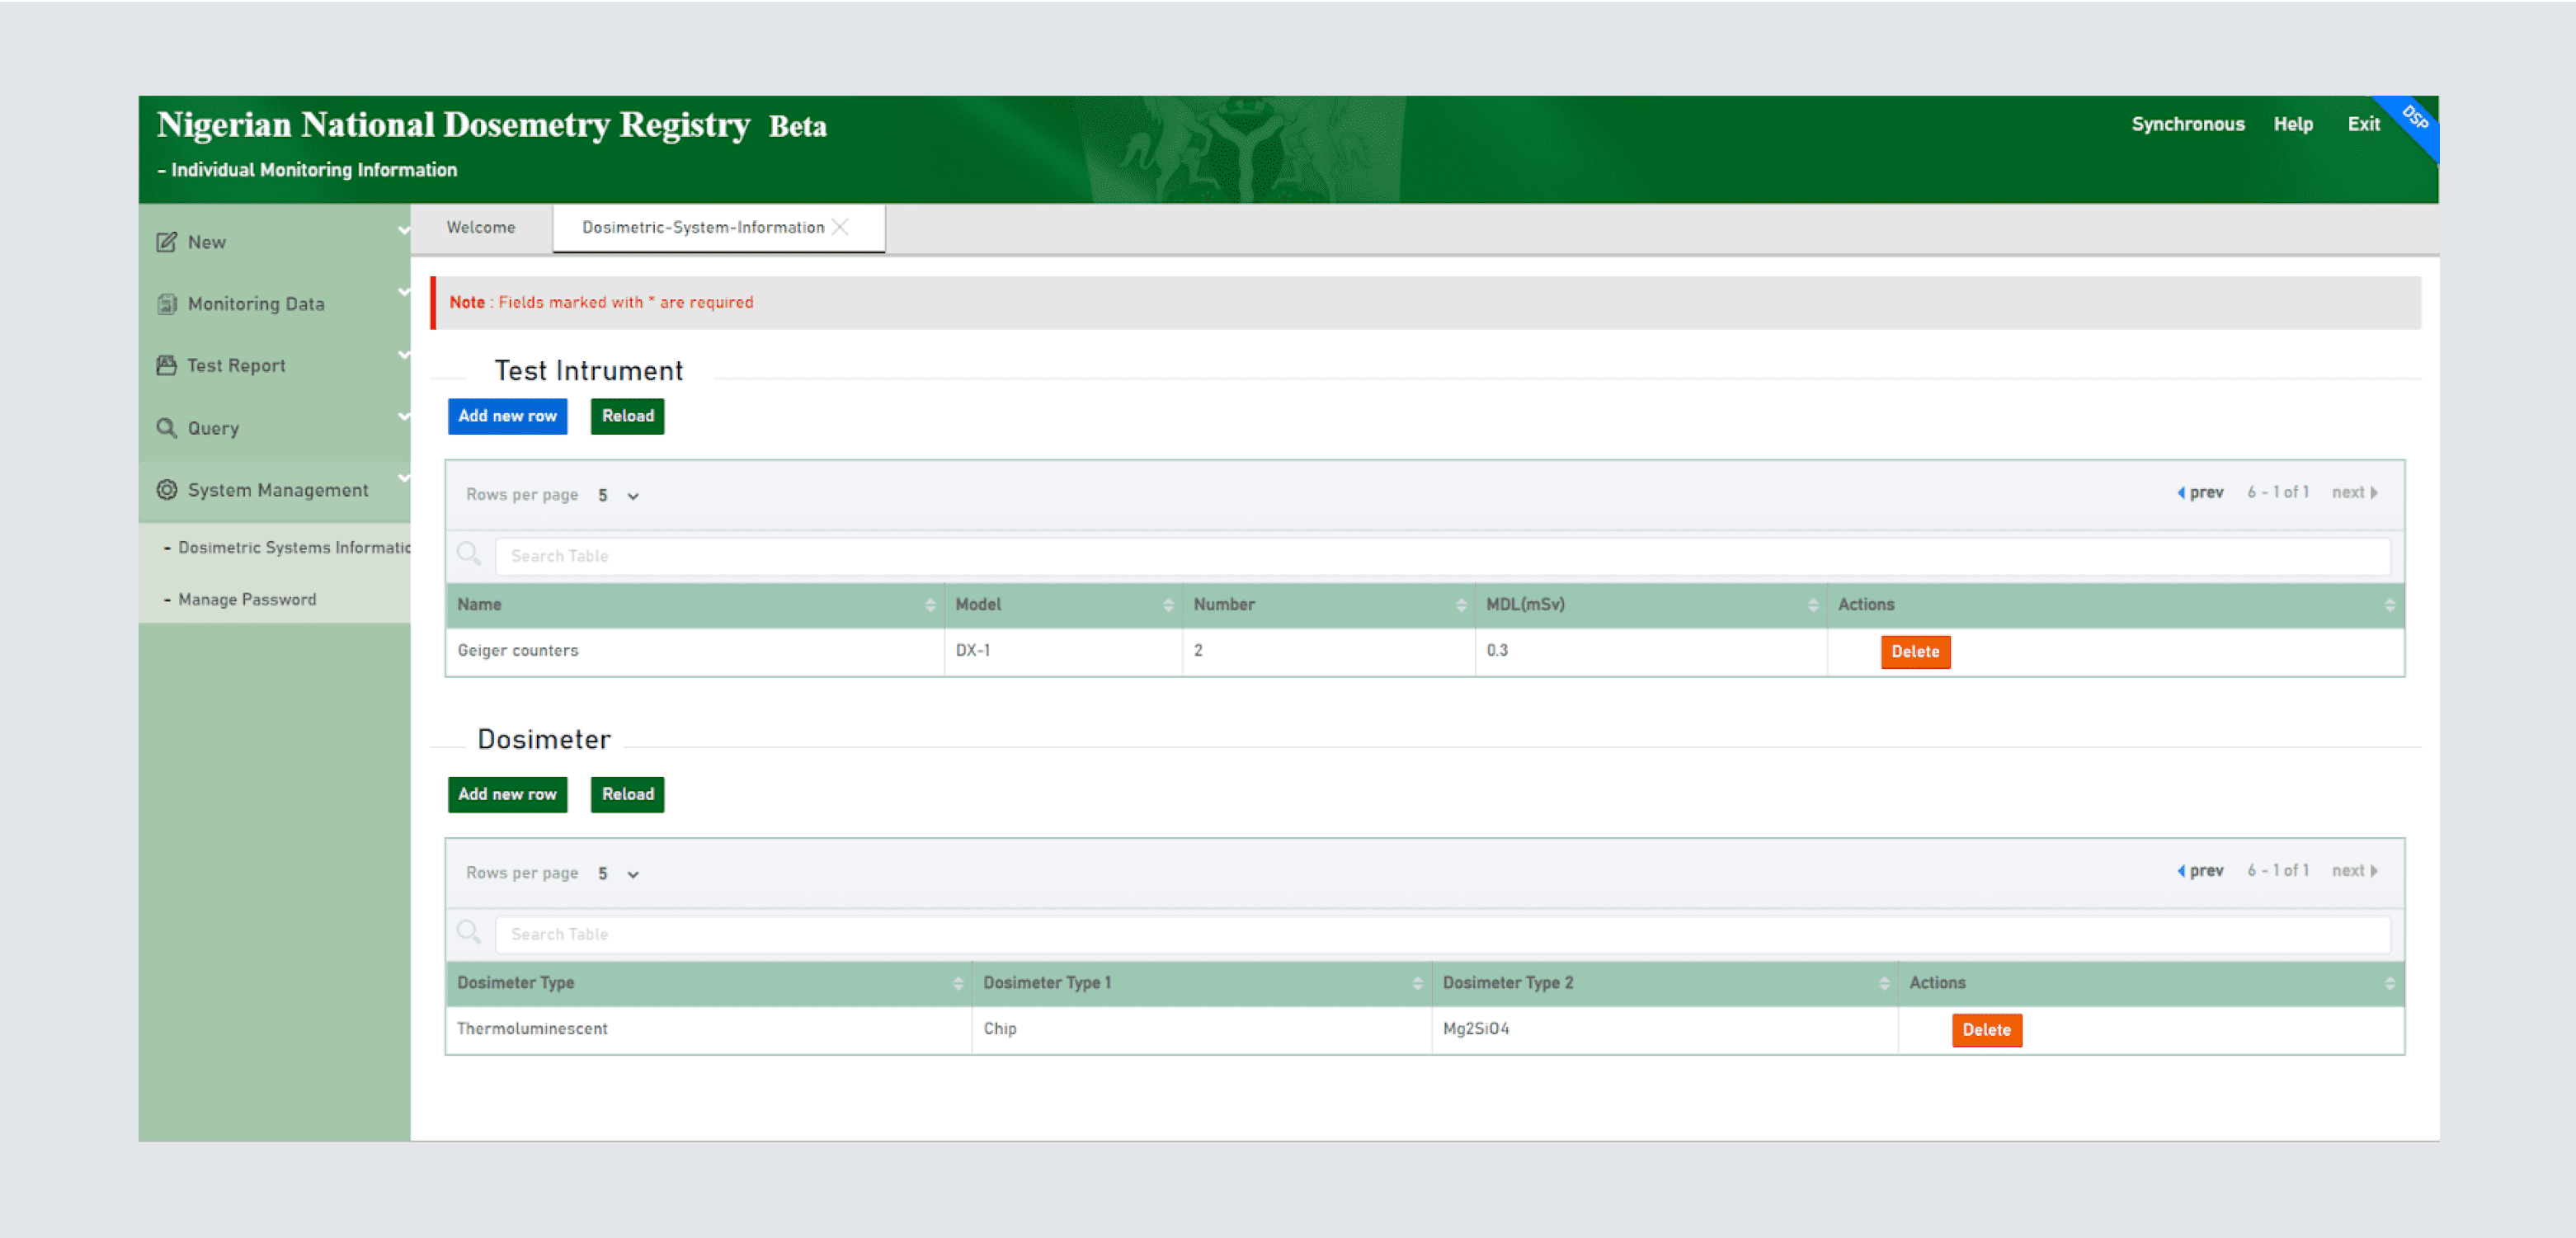 Nigerian National Dosemetry Registry Beta
- Individual Monitoring Information
Synchronous Help Exit
DSP
New
Monitoring Data
Test Report
Query
System Management
- Dosimetric Systems Informatic
- Manage Password
Welcome Dosimetric-System-Information
Note : Fields marked with * are required
Test Intrument
Add new row Reload
Rows per page 5 prev 6 - 1 of 1 next
Search Table
Name Model Number MDL(mSv) Actions
Geiger counters DX-1 2 0.3 Delete
Dosimeter
Add new row Reload
Rows per page 5 prev 6 - 1 of 1 next
Search Table
Dosimeter Type Dosimeter Type 1 Dosimeter Type 2 Actions
Thermoluminescent Chip Mg2SiO4 Delete